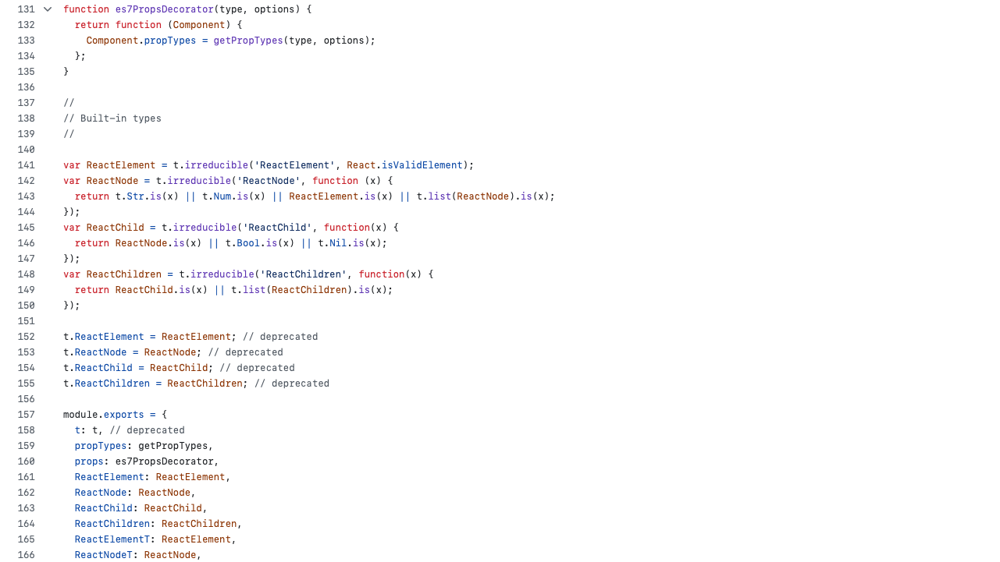 131 function es7PropsDecorator(type, options) {
132   return function (Component) {
133     Component.propTypes = getPropTypes(type, options);
134   };
135 }
136
137 //
138 // Built-in types
139 //
140
141 var ReactElement = t.irreducible('ReactElement', React.isValidElement);
142 var ReactNode = t.irreducible('ReactNode', function (x) {
143   return t.Str.is(x) || t.Num.is(x) || ReactElement.is(x) || t.list(ReactNode).is(x);
144 });
145 var ReactChild = t.irreducible('ReactChild', function(x) {
146   return ReactNode.is(x) || t.Bool.is(x) || t.Nil.is(x);
147 });
148 var ReactChildren = t.irreducible('ReactChildren', function(x) {
149   return ReactChild.is(x) || t.list(ReactChildren).is(x);
150 });
151
152 t.ReactElement = ReactElement; // deprecated
153 t.ReactNode = ReactNode; // deprecated
154 t.ReactChild = ReactChild; // deprecated
155 t.ReactChildren = ReactChildren; // deprecated
156
157 module.exports = {
158   t: t, // deprecated
159   propTypes: getPropTypes,
160   props: es7PropsDecorator,
161   ReactElement: ReactElement,
162   ReactNode: ReactNode,
163   ReactChild: ReactChild,
164   ReactChildren: ReactChildren,
165   ReactElementT: ReactElement,
166   ReactNodeT: ReactNode,